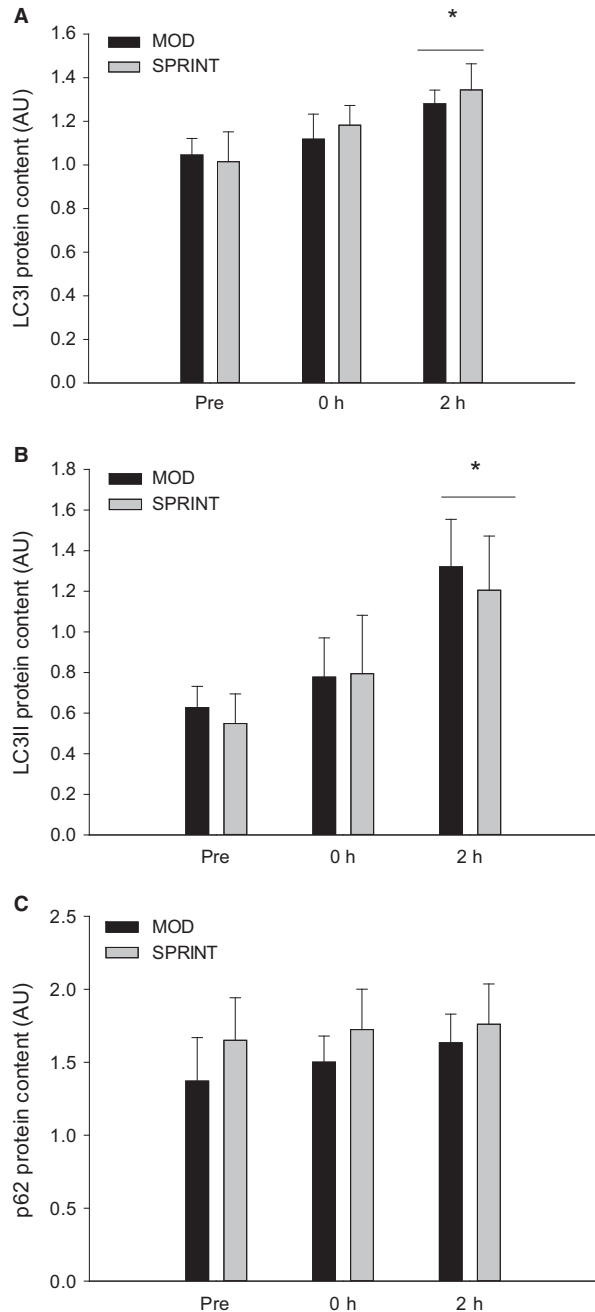 A
LC3I protein content (AU)
1.6
1.4
1.2
1.0
0.8
0.6
0.4
0.2
0.0
MOD
SPRINT
*
Pre 0 h 2 h
B
LC3II protein content (AU)
1.8
1.6
1.4
1.2
1.0
0.8
0.6
0.4
0.2
0.0
MOD
SPRINT
*
Pre 0 h 2 h
C
p62 protein content (AU)
2.5
2.0
1.5
1.0
0.5
0.0
MOD
SPRINT
Pre 0 h 2 h